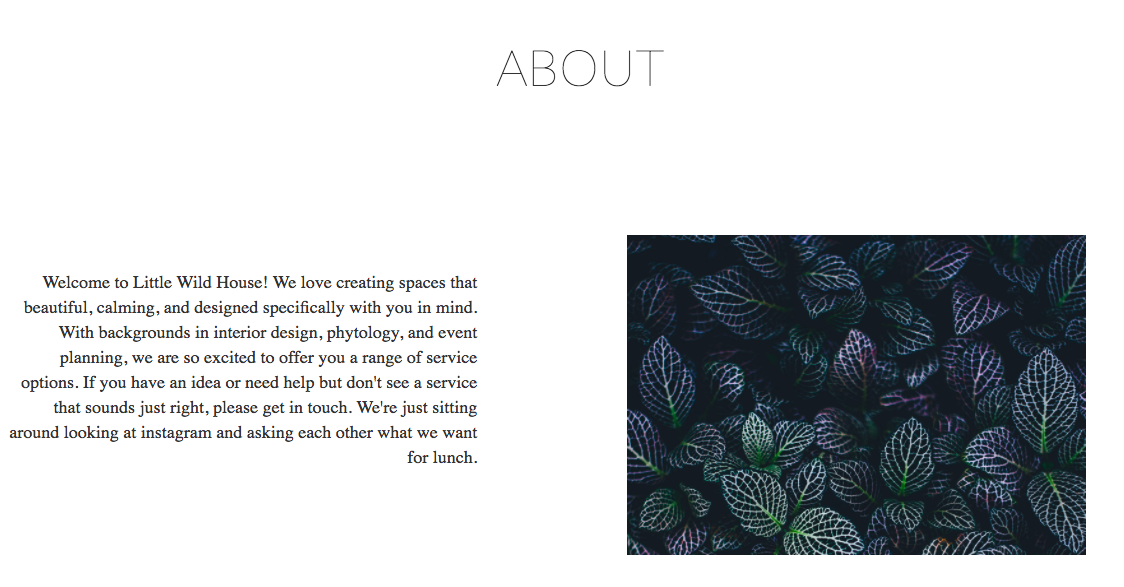 ABOUT
Welcome to Little Wild House! We love creating spaces that
beautiful, calming, and designed specifically with you in mind.
With backgrounds in interior design, phytology, and event
planning, we are so excited to offer you a range of service
options. If you have an idea or need help but don't see a service
that sounds just right, please get in touch. We're just sitting
around looking at instagram and asking each other what we want
for lunch.